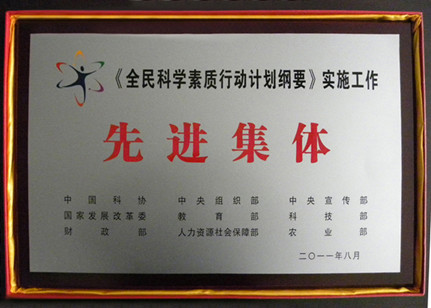 《全民科学素质行动计划纲要》实施工作
先进集体
中国科协 中央组织部 中央宣传部
国家发展改革委 教育部 科技部
财政部 人力资源社会保障部 农业部
二〇一一年八月